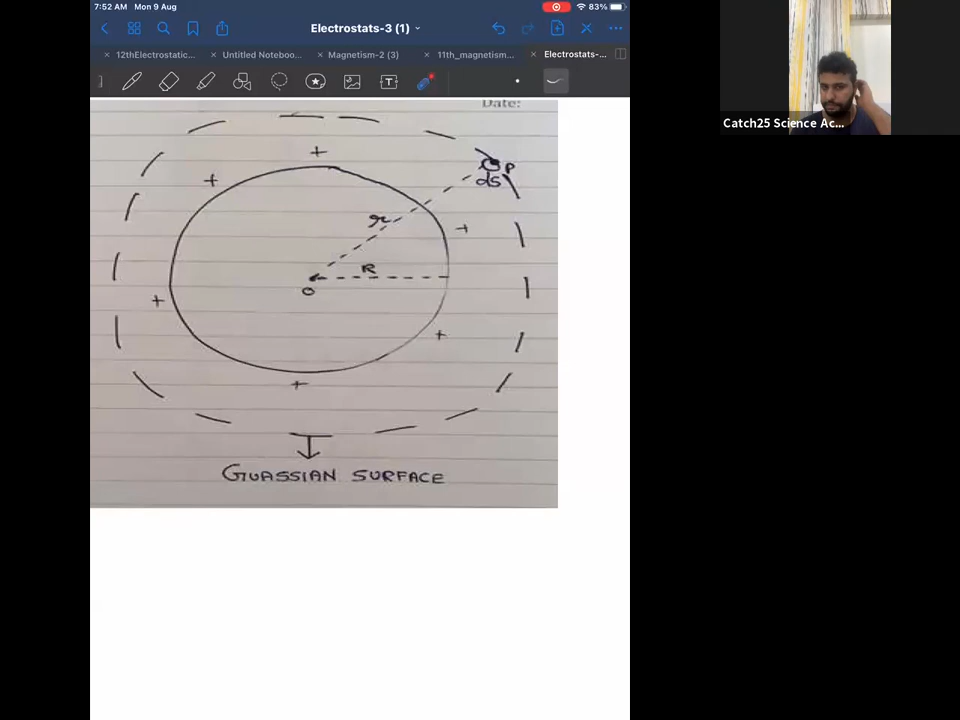 7:52 AM Mon 9 Aug
83%
Electrostats-3 (1)
12thElectrostatic...
Untitled Noteboo...
Magnetism-2 (3)
11th_magnetism...
Electrostats-...
T
Date:
+
+
P
ds
r
+
R
O
+
+
+
GUASSIAN SURFACE
Catch25 Science Ac...